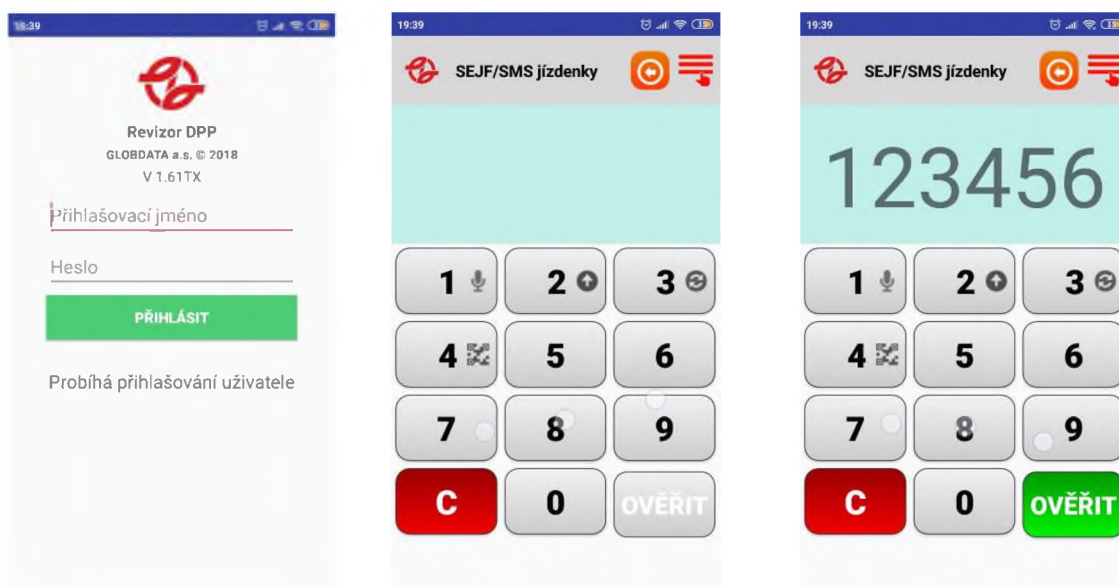 19:39
Revizor DPP
GLOBDATA a.s. © 2018
V 1.61TX
Přihlašovací jméno
Heslo
PŘIHLÁSIT
Probíhá přihlašování uživatele
19:39
SEJF/SMS jízdenky
1 2 3
4 5 6
7 8 9
C 0 OVĚŘIT
19:39
SEJF/SMS jízdenky
123456
1 2 3
4 5 6
7 8 9
C 0 OVĚŘIT